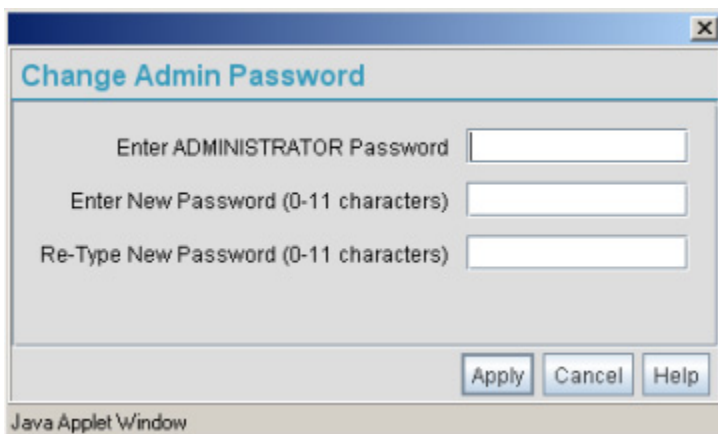 Change Admin Password
Enter ADMINISTRATOR Password
Enter New Password (0-11 characters)
Re-Type New Password (0-11 characters)
Apply Cancel Help
Java Applet Window